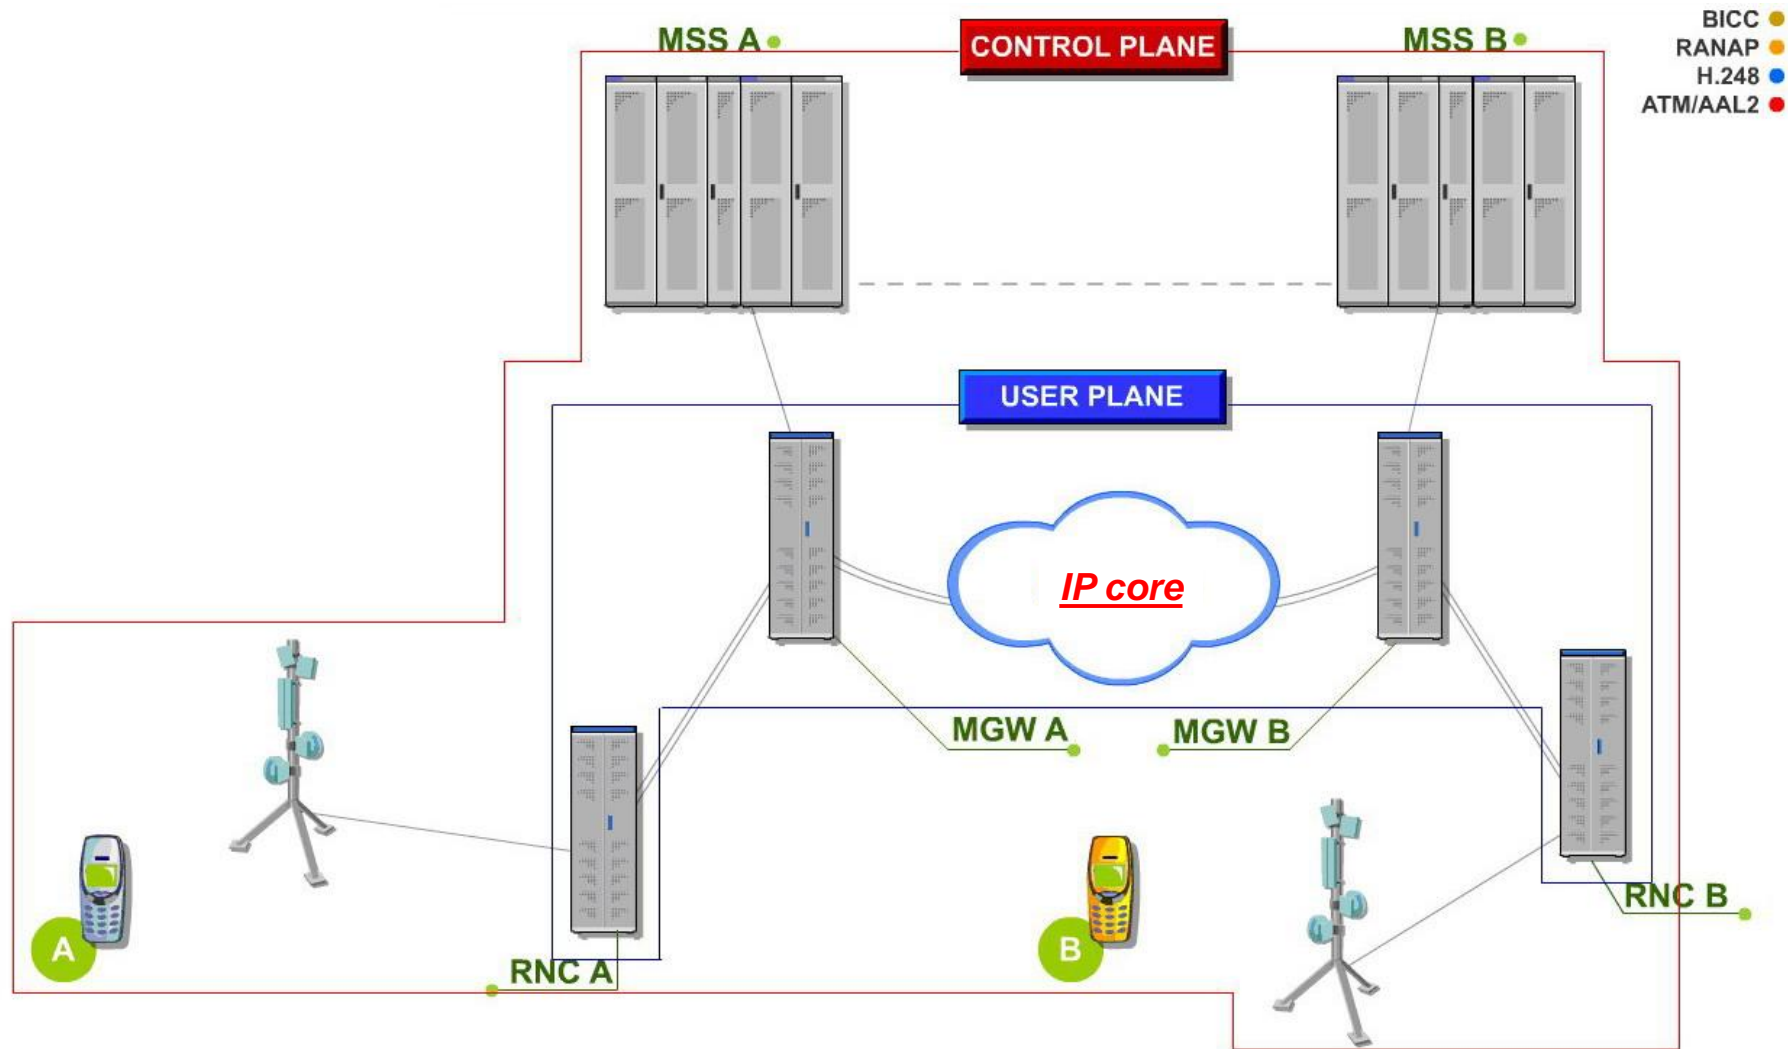 MSS A
CONTROL PLANE
MSS B
BICC
RANAP
H.248
ATM/AAL2
USER PLANE
IP core
MGW A
MGW B
RNC B
A
B
RNC A